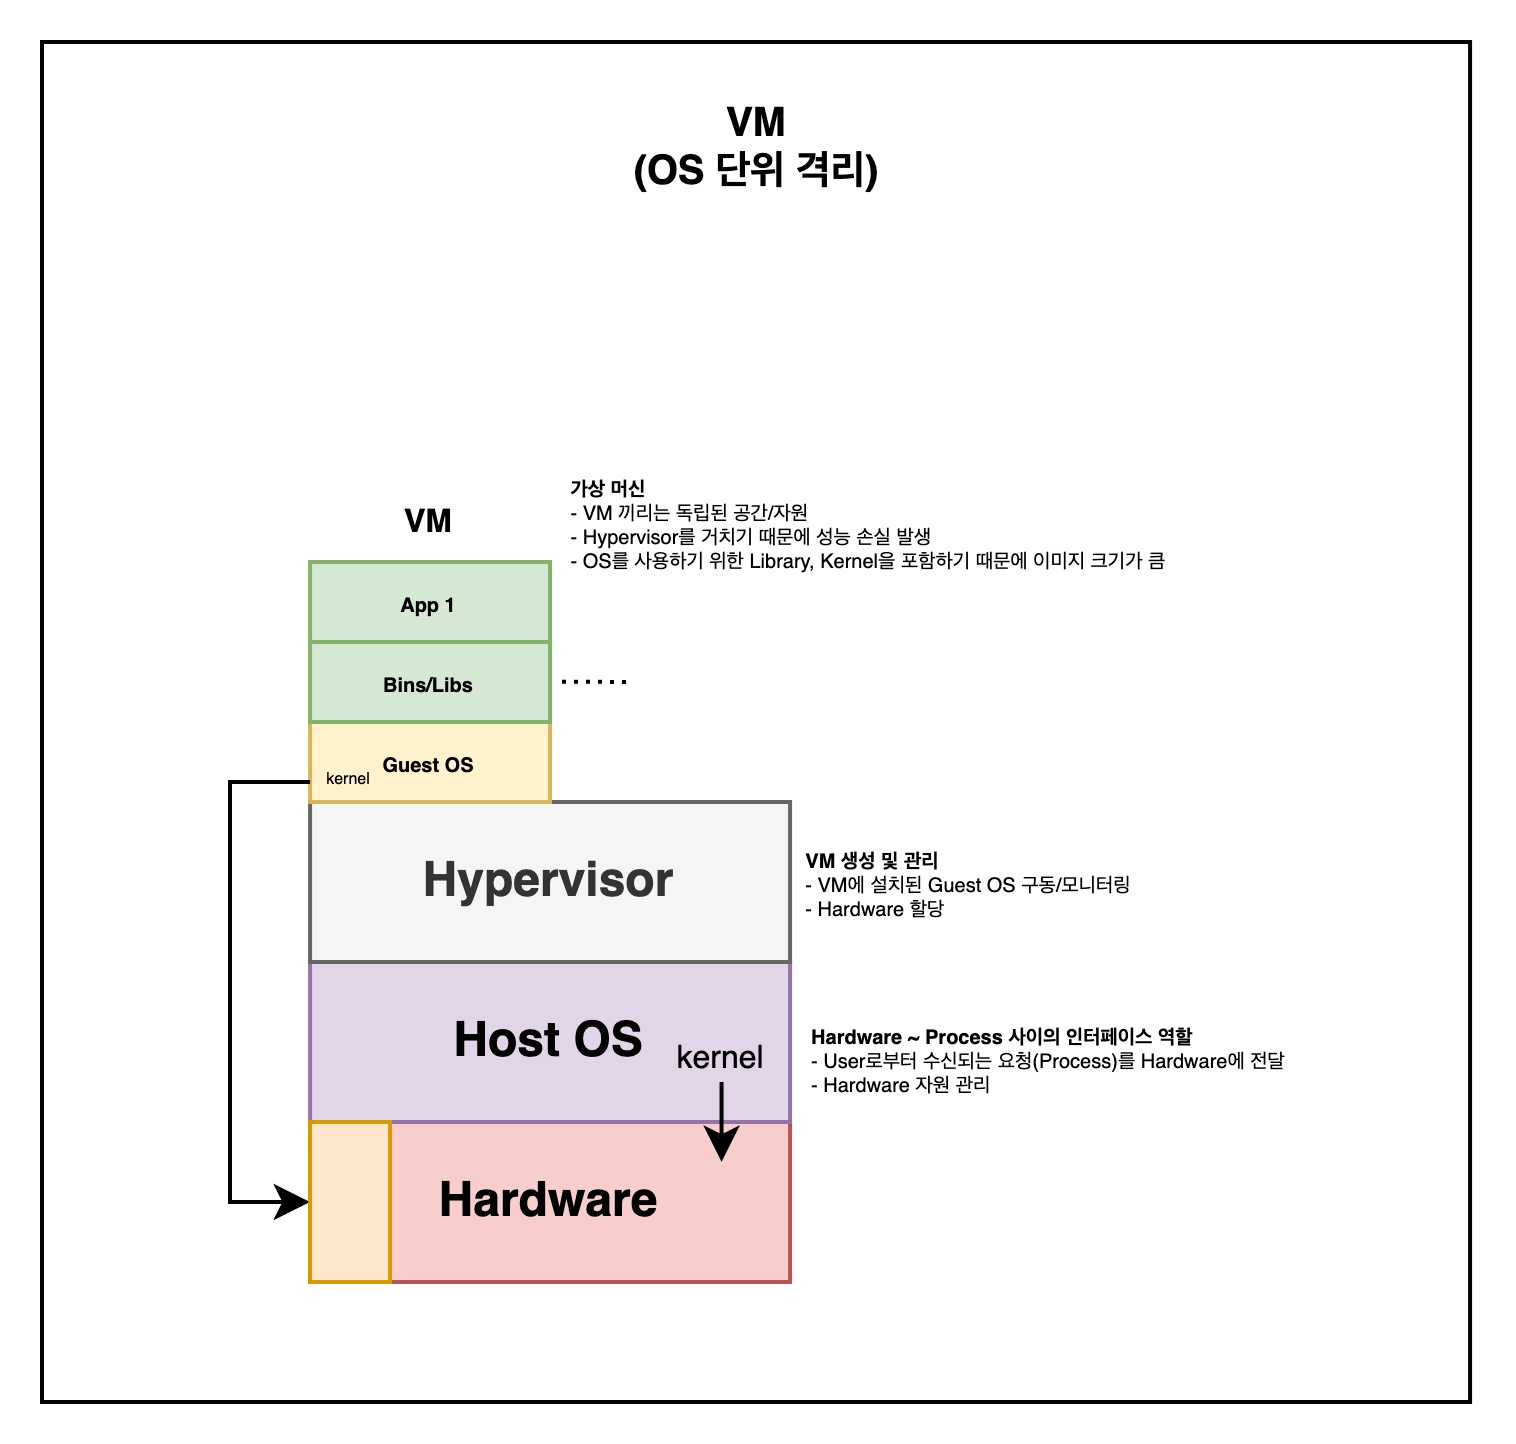 VM
(OS 단위 격리)
가상 머신
- VM 끼리는 독립된 공간/자원
- Hypervisor를 거치기 때문에 성능 손실 발생
- OS를 사용하기 위한 Library, Kernel을 포함하기 때문에 이미지 크기가 큼
VM
App 1
Bins/Libs
······
Guest OS
kernel
Hypervisor
VM 생성 및 관리
- VM에 설치된 Guest OS 구동/모니터링
- Hardware 할당
Host OS
kernel
Hardware ~ Process 사이의 인터페이스 역할
- User로부터 수신되는 요청(Process)를 Hardware에 전달
- Hardware 자원 관리
Hardware